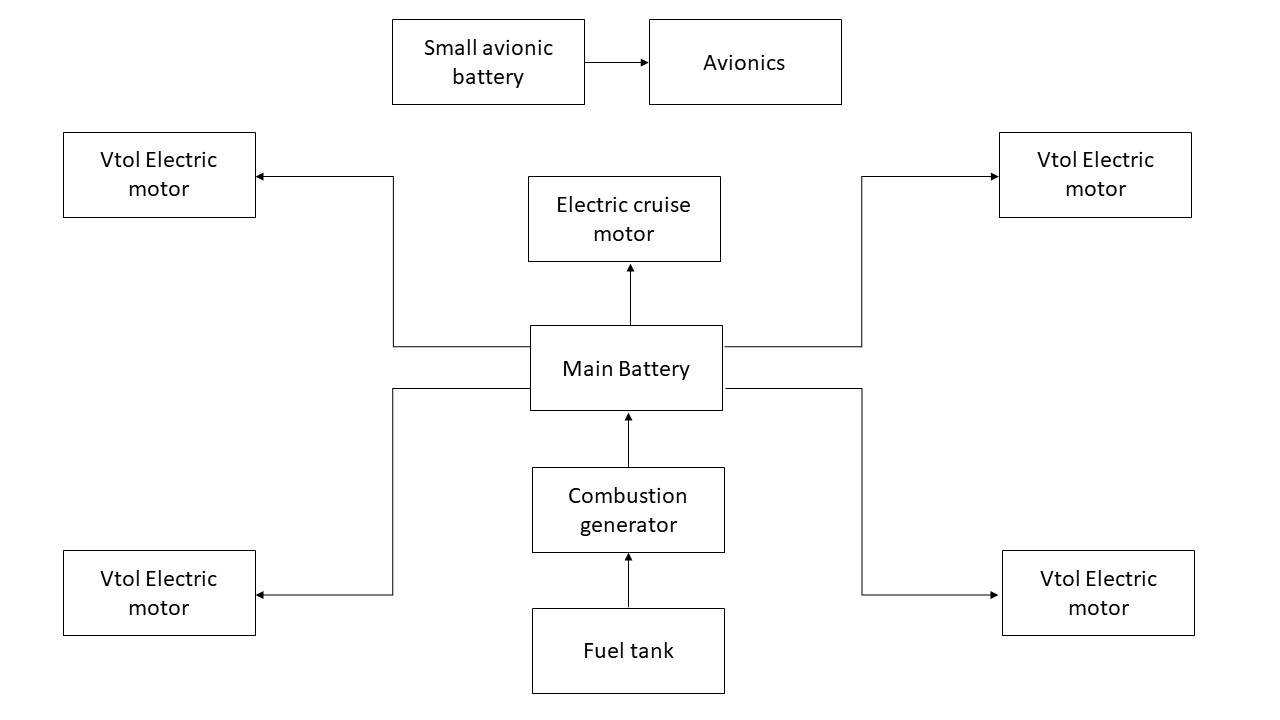 Small avionic
battery
Avionics
Vtol Electric
motor
Electric cruise
motor
Vtol Electric
motor
Main Battery
Combustion
generator
Vtol Electric
motor
Vtol Electric
motor
Fuel tank